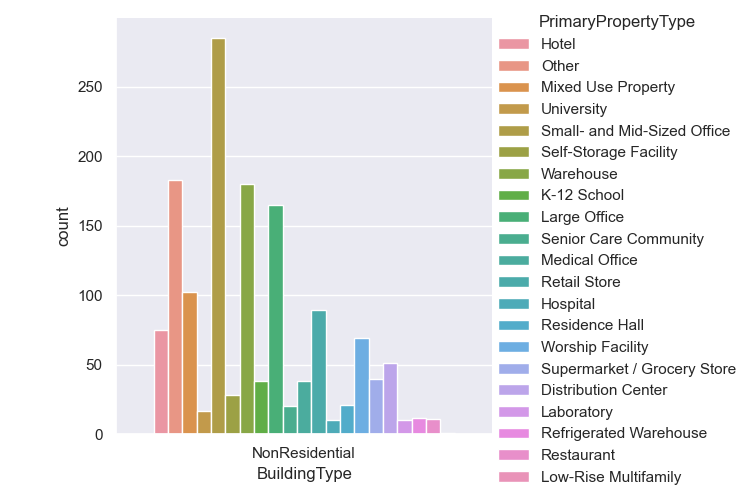 PrimaryPropertyType
Hotel
Other
Mixed Use Property
University
Small- and Mid-Sized Office
Self-Storage Facility
Warehouse
K-12 School
Large Office
Senior Care Community
Medical Office
Retail Store
Hospital
Residence Hall
Worship Facility
Supermarket / Grocery Store
Distribution Center
Laboratory
Refrigerated Warehouse
Restaurant
Low-Rise Multifamily
250
200
150
100
50
0
count
NonResidential
BuildingType